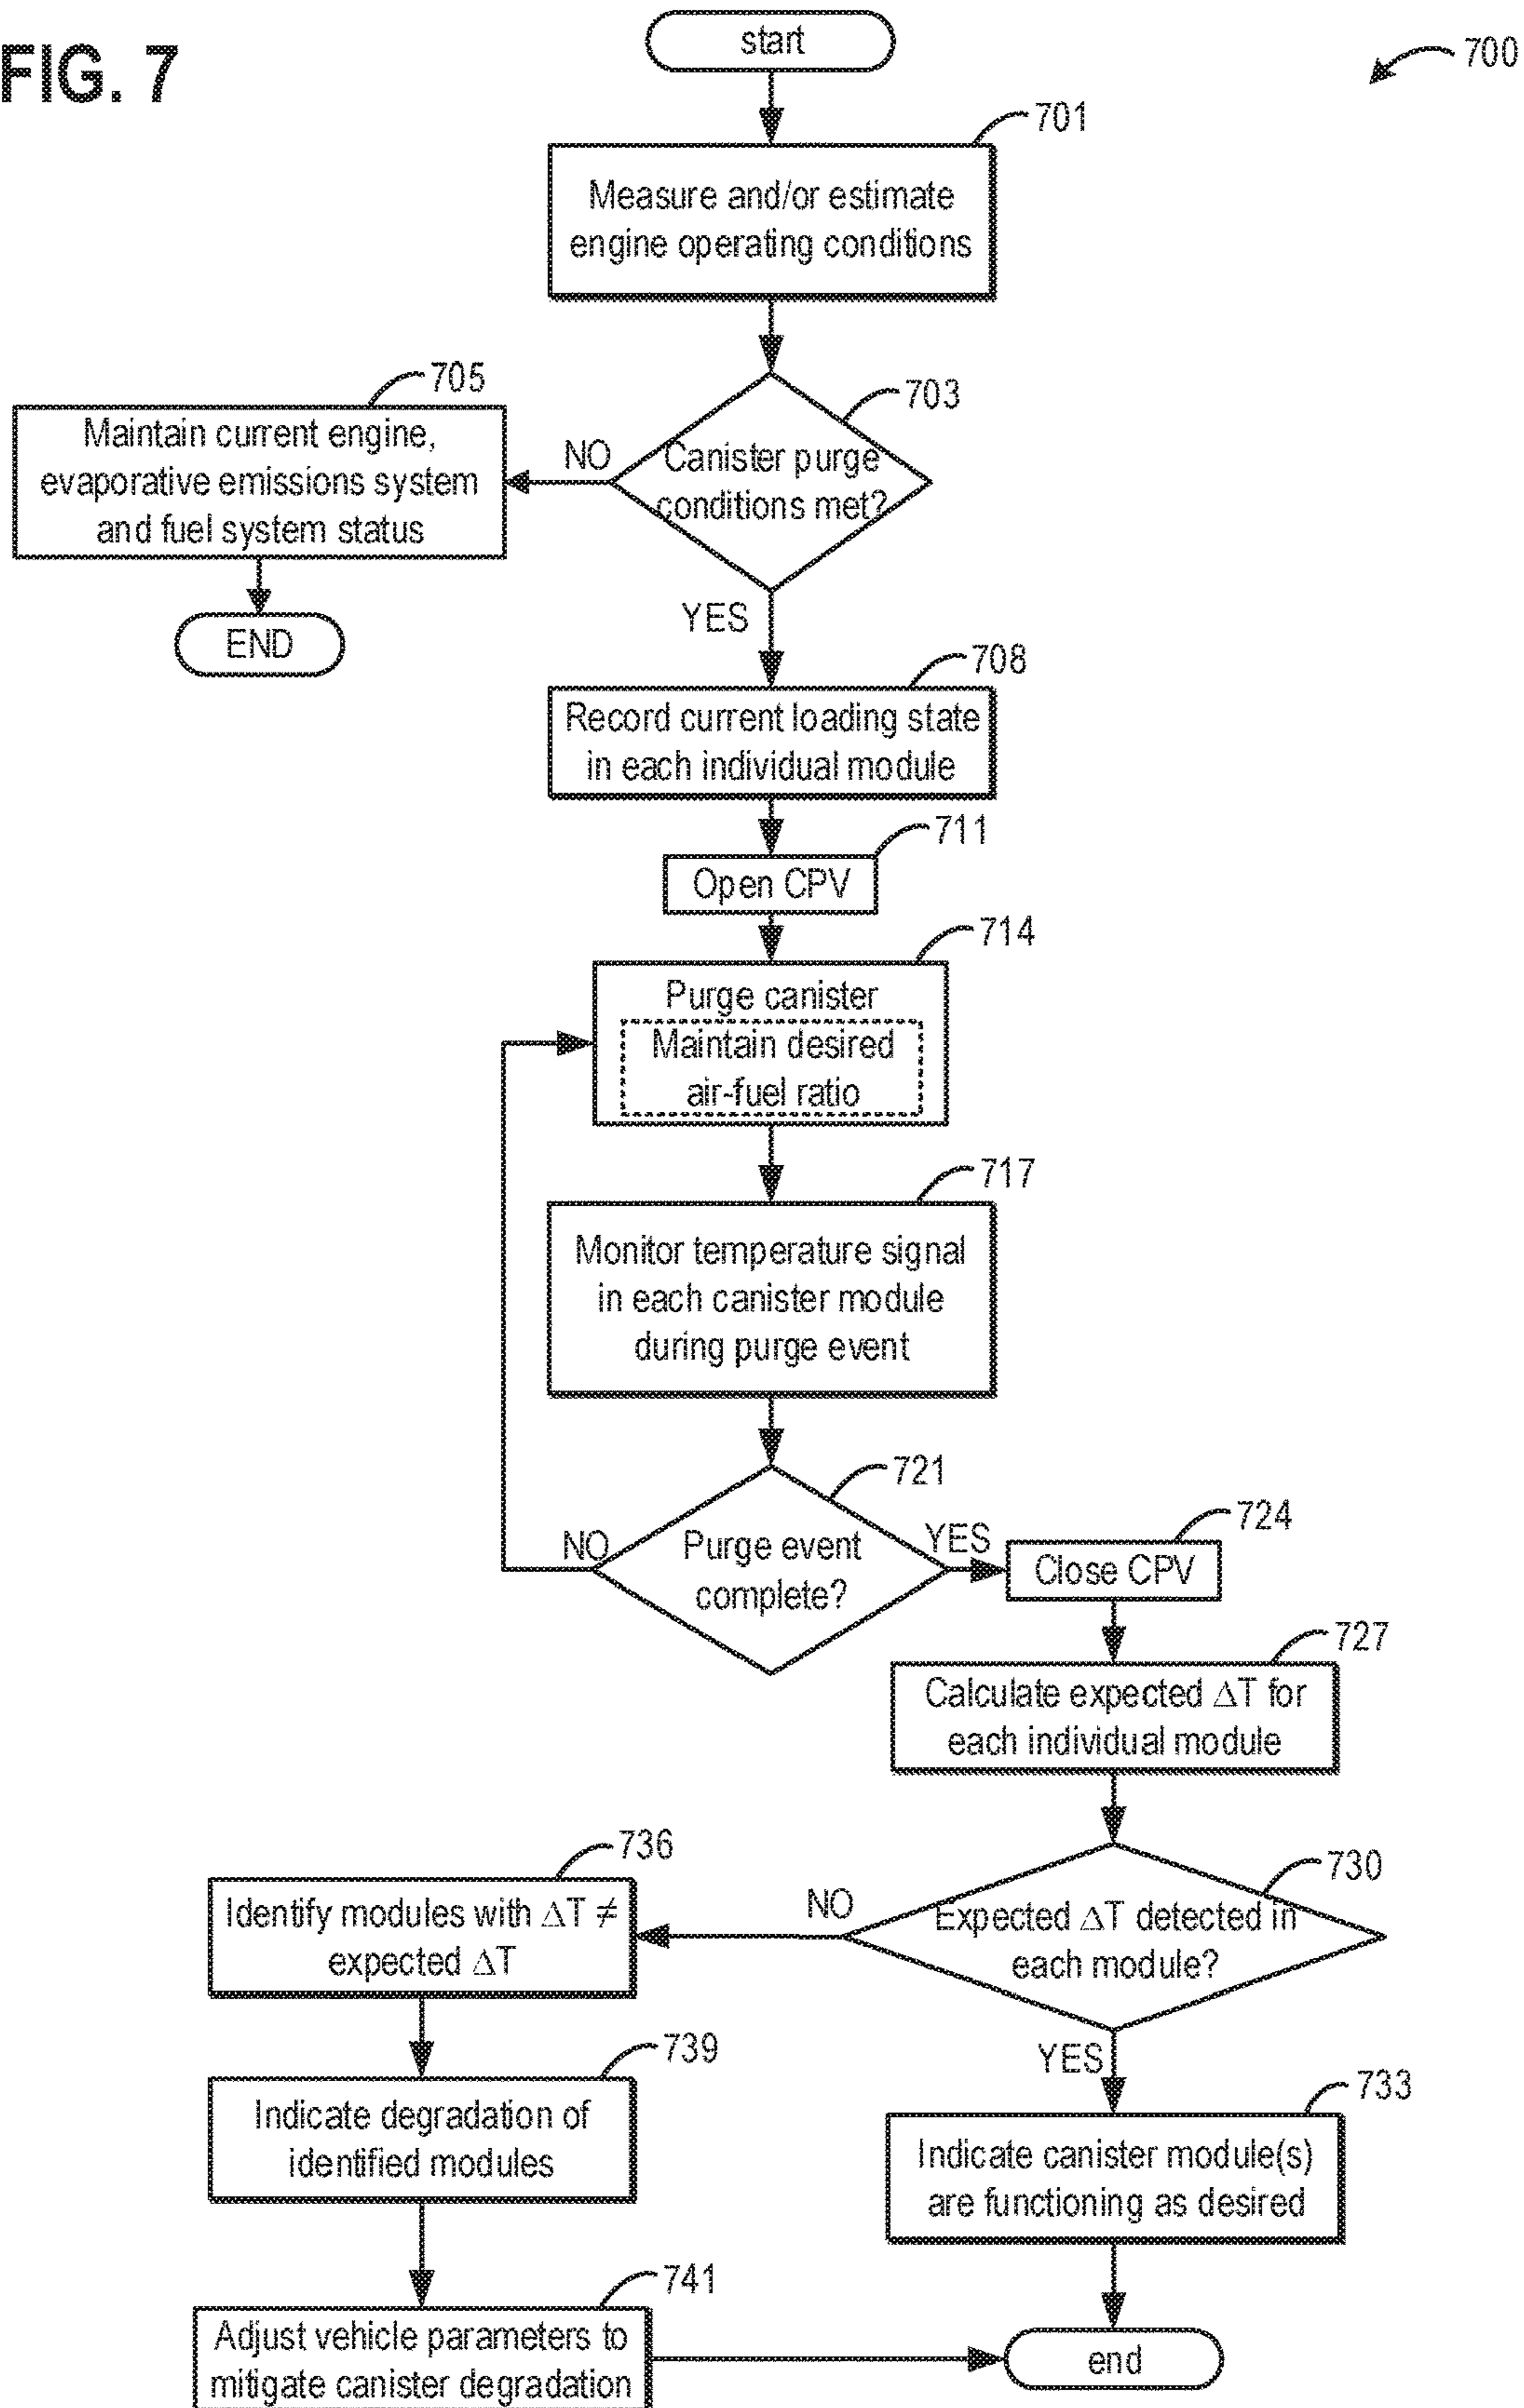 FIG. 7
start
700
701
Measure and/or estimate
engine operating conditions
705
703
Maintain current engine,
evaporative emissions system
and fuel system status
NO
Canister purge
conditions met?
END
YES
708
Record current loading state
in each individual module
711
Open CPV
714
Purge canister
Maintain desired
air-fuel ratio
717
Monitor temperature signal
in each canister module
during purge event
721
NO
Purge event
complete?
YES
724
Close CPV
727
Calculate expected ΔT for
each individual module
736
730
Identify modules with ΔT ≠
expected ΔT
NO
Expected ΔT detected in
each module?
739
YES
Indicate degradation of
identified modules
733
Indicate canister module(s)
are functioning as desired
741
Adjust vehicle parameters to
mitigate canister degradation
end